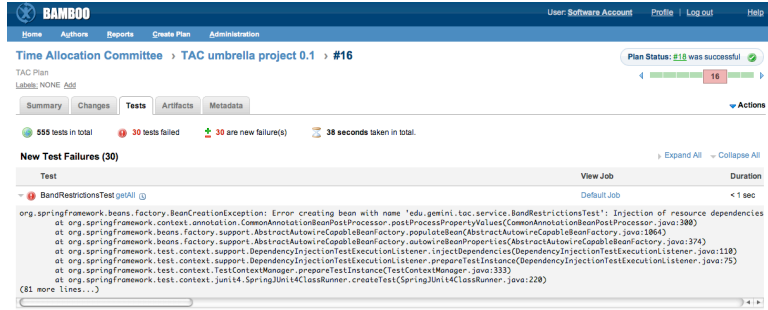 BAMBOO
User: Software Account Profile | Log out Help
Home Authors Reports Create Plan Administration
Time Allocation Committee › TAC umbrella project 0.1 › #16
Plan Status: #18 was successful
TAC Plan
16
Labels: NONE Add
Summary Changes Tests Artifacts Metadata
Actions
555 tests in total 30 tests failed 30 are new failure(s) 38 seconds taken in total.
New Test Failures (30)
Expand All Collapse All
Test View Job Duration
BandRestrictionsTest getAll Default Job < 1 sec
org.springframework.beans.factory.BeanCreationException: Error creating bean with name 'edu.gemini.tac.service.BandRestrictionsTest': Injection of resource dependencies
at org.springframework.context.annotation.CommonAnnotationBeanPostProcessor.postProcessPropertyValues(CommonAnnotationBeanPostProcessor.java:300)
at org.springframework.beans.factory.support.AbstractAutowireCapableBeanFactory.populateBean(AbstractAutowireCapableBeanFactory.java:1064)
at org.springframework.beans.factory.support.AbstractAutowireCapableBeanFactory.autowireBeanProperties(AbstractAutowireCapableBeanFactory.java:374)
at org.springframework.test.context.support.DependencyInjectionTestExecutionListener.injectDependencies(DependencyInjectionTestExecutionListener.java:110)
at org.springframework.test.context.support.DependencyInjectionTestExecutionListener.prepareTestInstance(DependencyInjectionTestExecutionListener.java:75)
at org.springframework.test.context.TestContextManager.prepareTestInstance(TestContextManager.java:333)
at org.springframework.test.context.junit4.SpringJUnit4ClassRunner.createTest(SpringJUnit4ClassRunner.java:220)
(81 more lines...)